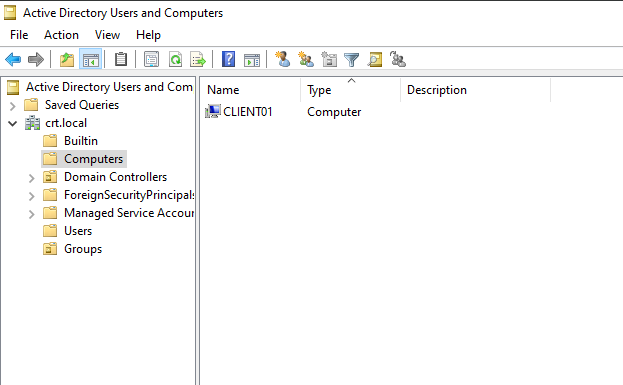 Active Directory Users and Computers
File Action View Help
Active Directory Users and Com
Saved Queries
crt.local
Builtin
Computers
Domain Controllers
ForeignSecurityPrincipals
Managed Service Accour
Users
Groups
Name Type Description
CLIENT01 Computer